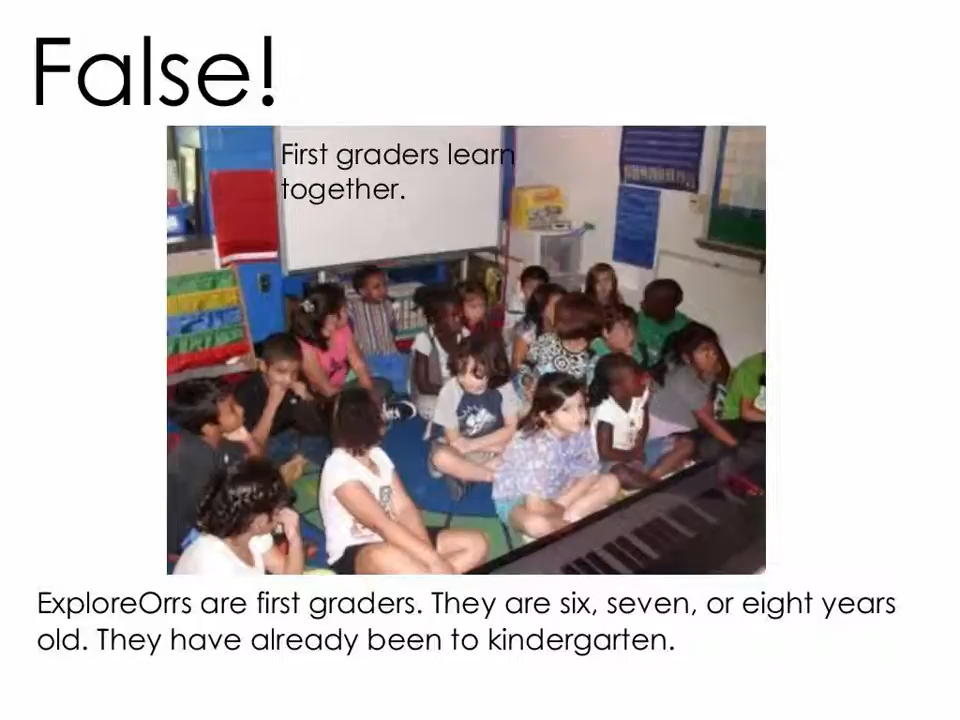 False!
First graders learn
together.
ExploreOrrs are first graders. They are six, seven, or eight years
old. They have already been to kindergarten.